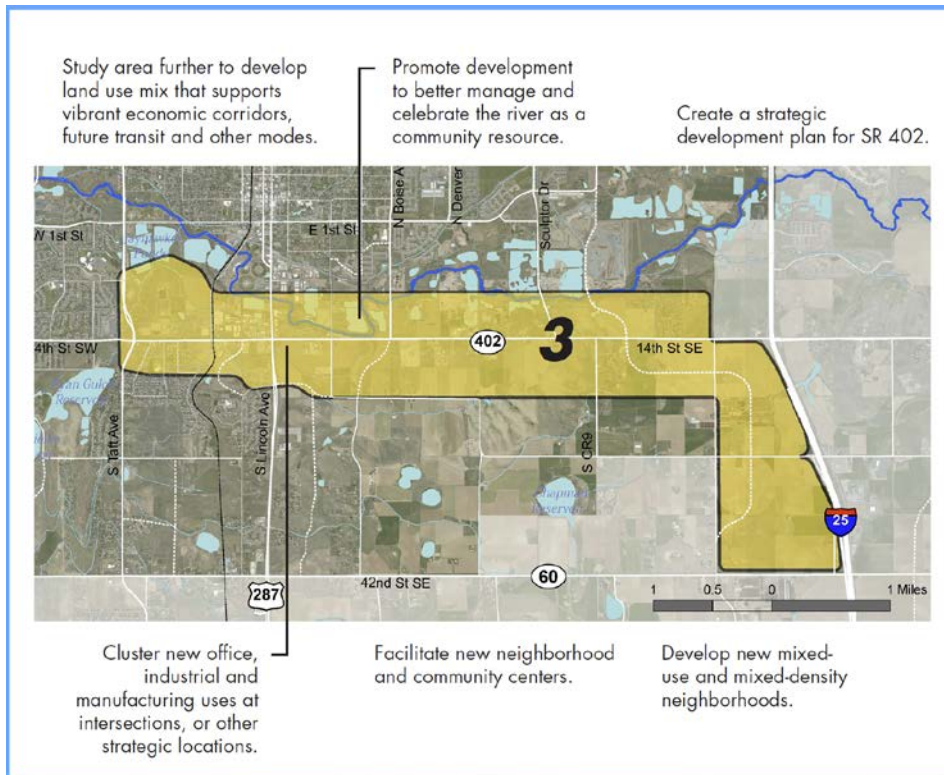 Study area further to develop
land use mix that supports
vibrant economic corridors,
future transit and other modes.
Promote development
to better manage and
celebrate the river as a
community resource.
Create a strategic
development plan for SR 402.
W 1st St
E 1st St
N Boise A
N Denver
Sculptor Dr
4th St SW
402
3
14th St SE
S Taft Ave
S Lincoln Ave
S CR9
25
287
42nd St SE
60
1 0.5 0 1 Miles
Cluster new office,
industrial and
manufacturing uses at
intersections, or other
strategic locations.
Facilitate new neighborhood
and community centers.
Develop new mixed-
use and mixed-density
neighborhoods.